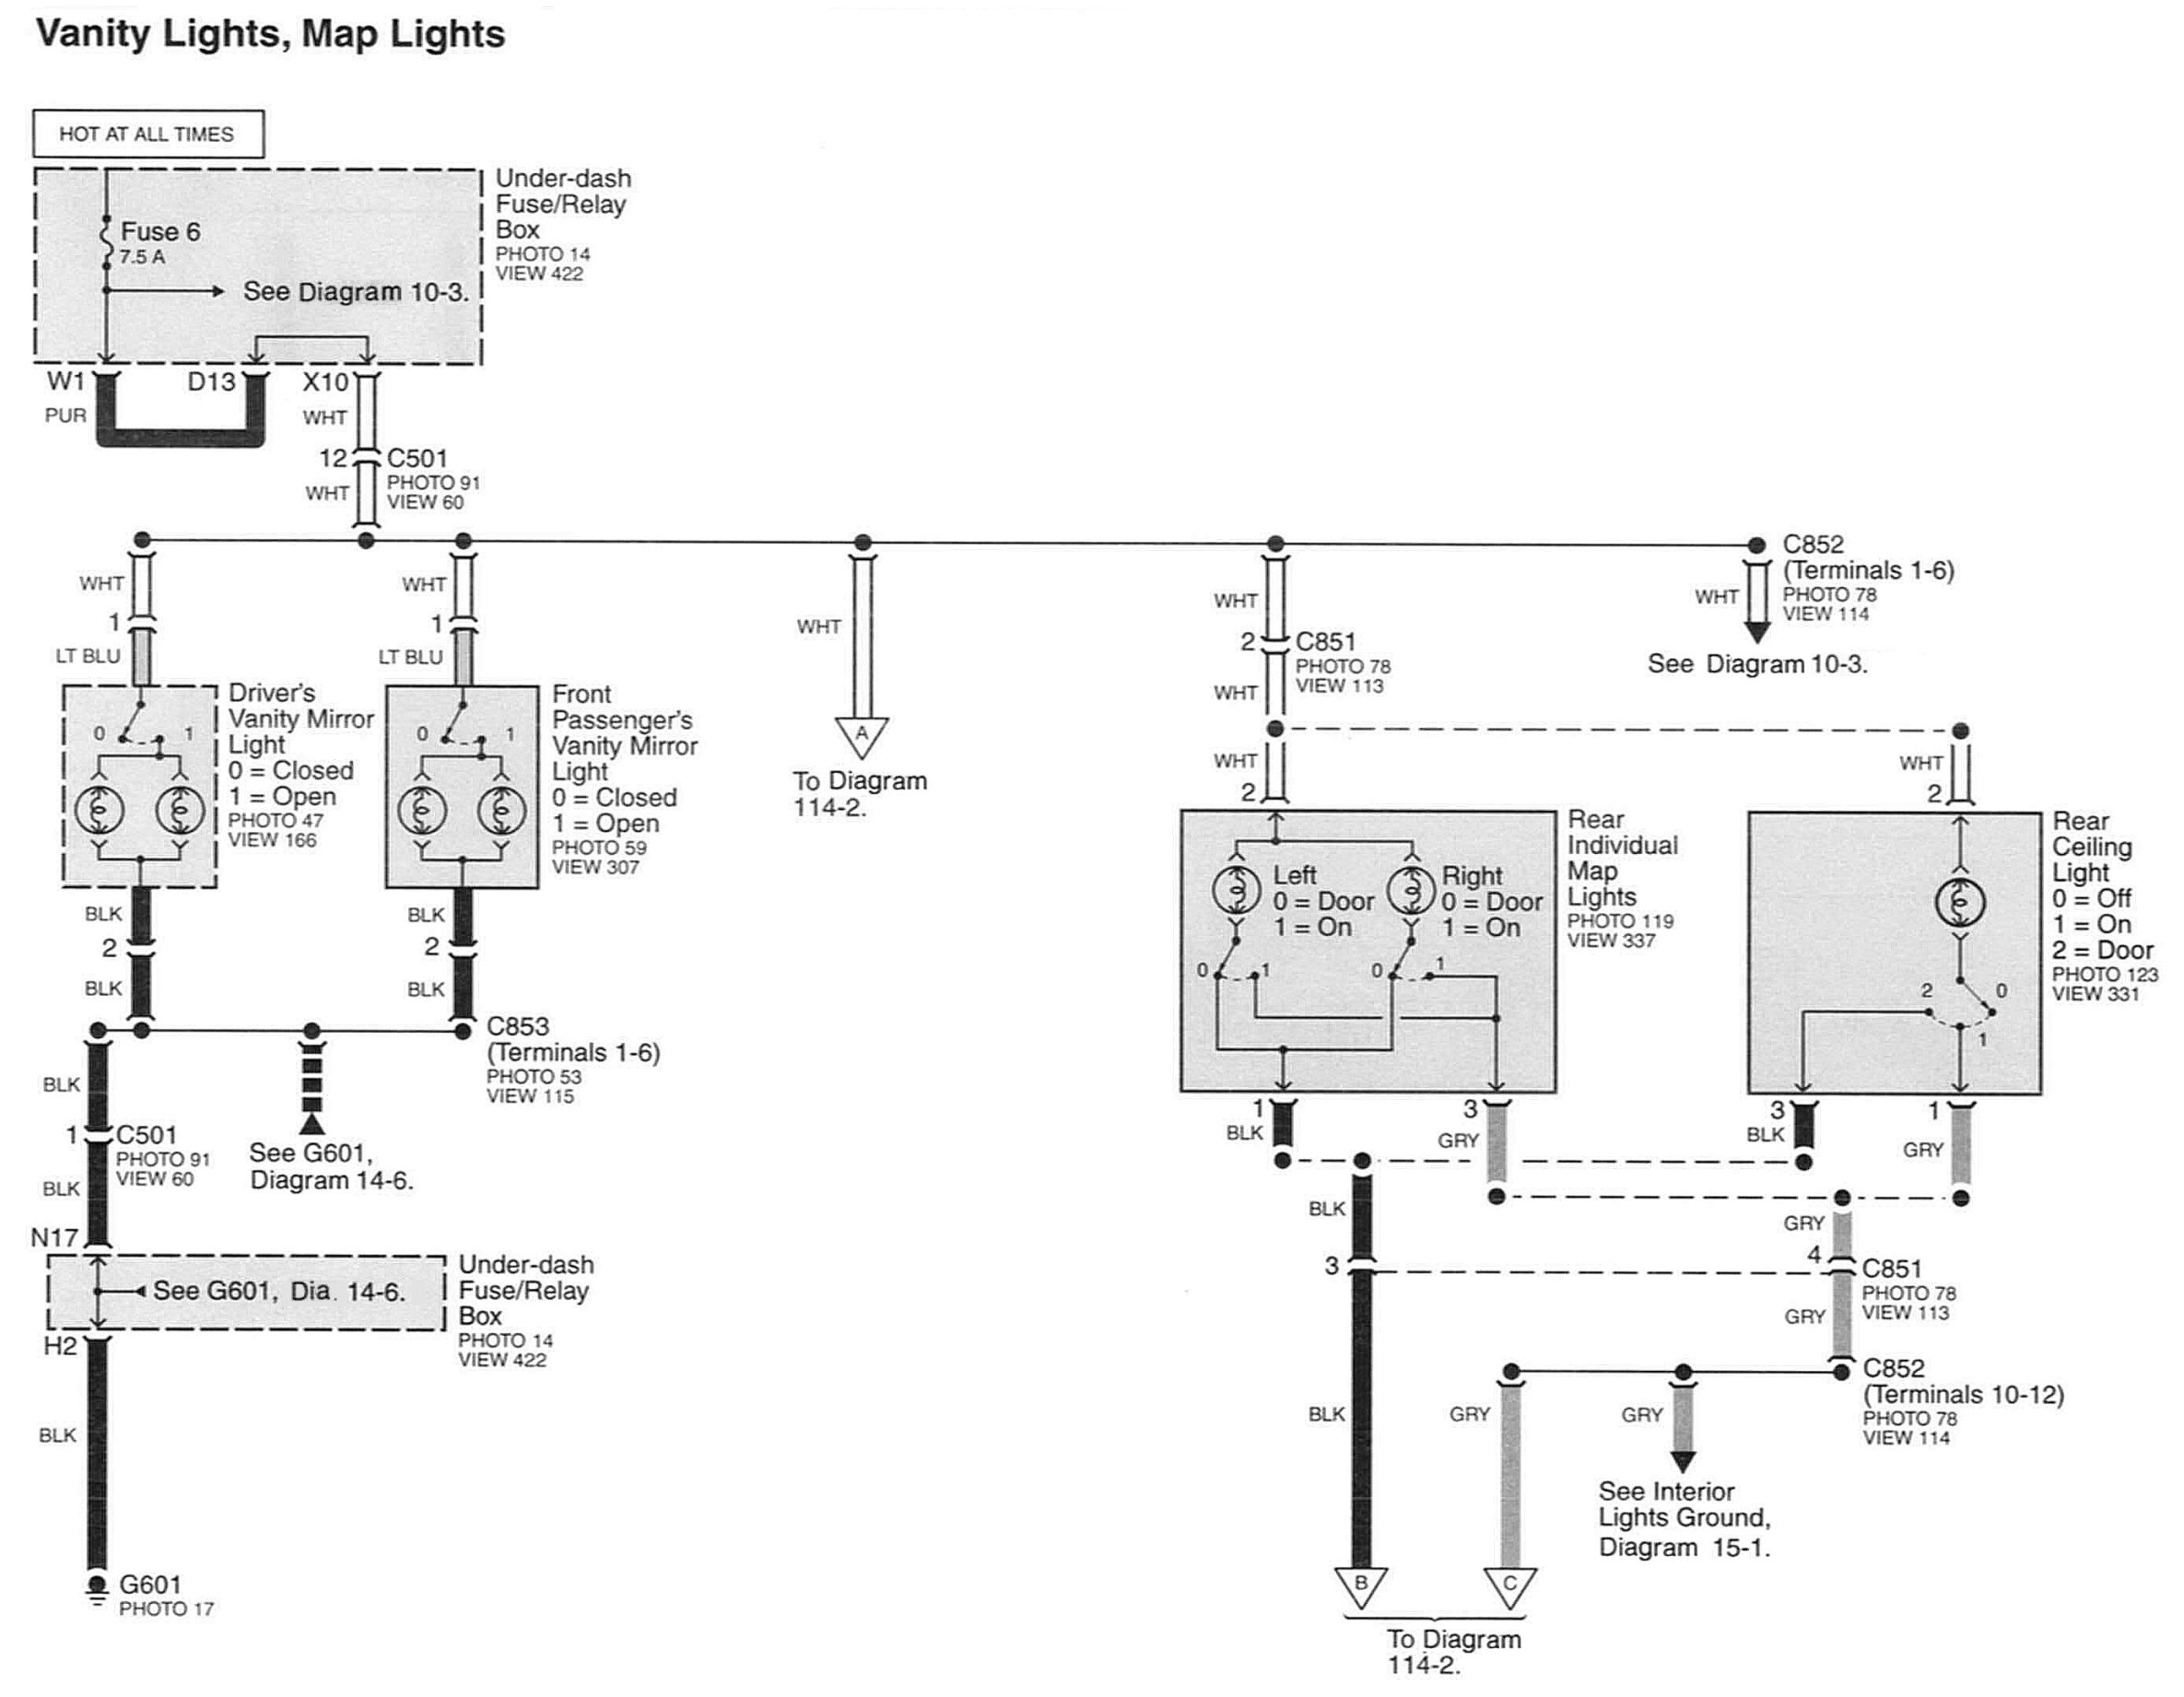 Vanity Lights, Map Lights
HOT AT ALL TIMES
Under-dash
Fuse/Relay
Box
PHOTO 14
VIEW 422
Fuse 6
7.5 A
See Diagram 10-3.
W1
D13
X10
PUR
WHT
12
C501
PHOTO 91
VIEW 60
WHT
C852
(Terminals 1-6)
PHOTO 78
VIEW 114
WHT
See Diagram 10-3.
WHT
1
LT BLU
WHT
1
LT BLU
WHT
A
To Diagram
114-2.
WHT
2
C851
PHOTO 78
VIEW 113
WHT
WHT
2
WHT
2
0
1
Driver's
Vanity Mirror
Light
0 = Closed
1 = Open
PHOTO 47
VIEW 166
0
1
Front
Passenger's
Vanity Mirror
Light
0 = Closed
1 = Open
PHOTO 59
VIEW 307
Left
0 = Door
1 = On
Right
0 = Door
1 = On
0
1
0
1
Rear
Individual
Map
Lights
PHOTO 119
VIEW 337
Rear
Ceiling
Light
0 = Off
1 = On
2 = Door
PHOTO 123
VIEW 331
2
0
1
BLK
2
BLK
BLK
2
BLK
C853
(Terminals 1-6)
PHOTO 53
VIEW 115
BLK
1
C501
PHOTO 91
VIEW 60
BLK
See G601,
Diagram 14-6.
N17
See G601, Dia. 14-6.
Under-dash
Fuse/Relay
Box
PHOTO 14
VIEW 422
H2
BLK
G601
PHOTO 17
1
BLK
3
GRY
3
BLK
1
GRY
BLK
3
GRY
4
C851
PHOTO 78
VIEW 113
GRY
C852
(Terminals 10-12)
PHOTO 78
VIEW 114
BLK
GRY
GRY
See Interior
Lights Ground,
Diagram 15-1.
B
C
To Diagram
114-2.